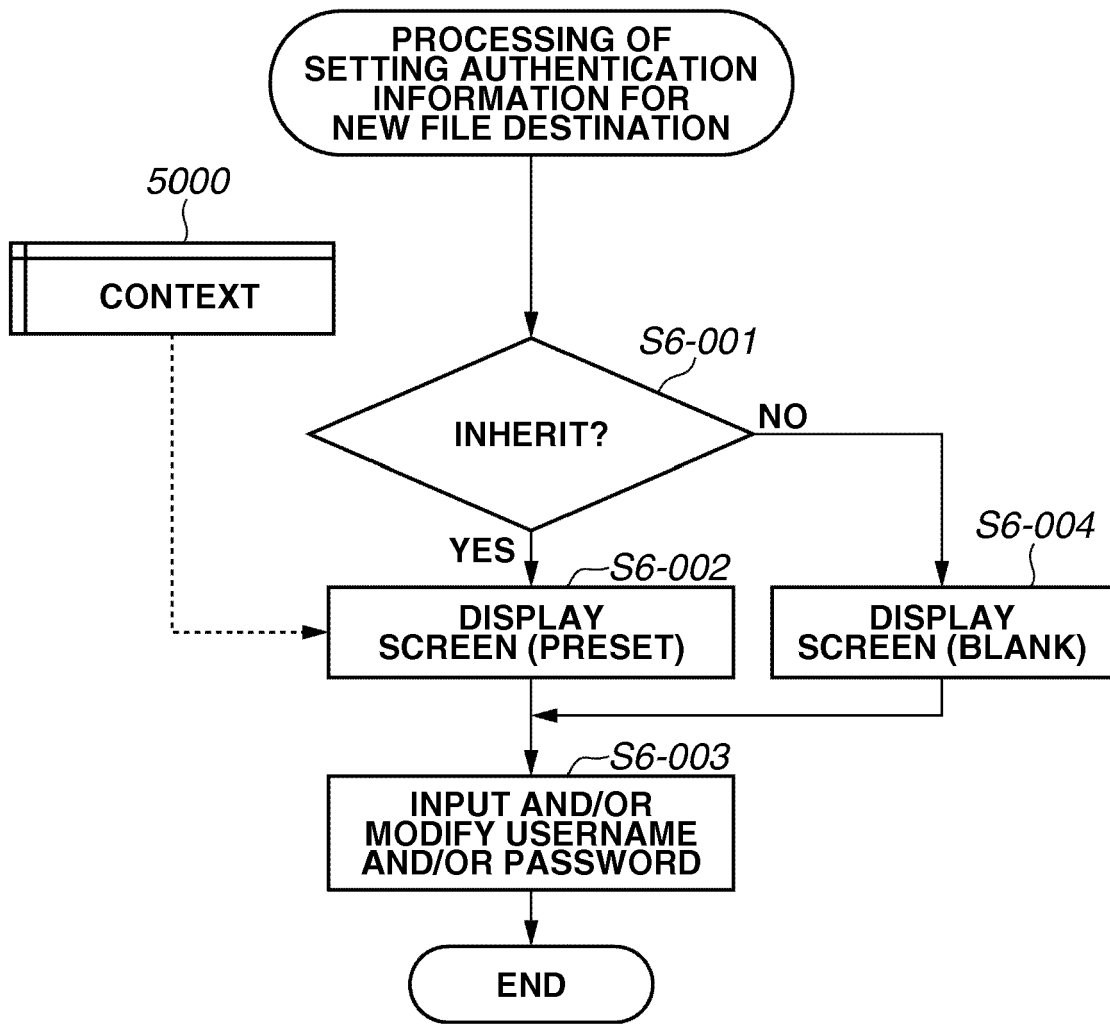 PROCESSING OF
SETTING AUTHENTICATION
INFORMATION FOR
NEW FILE DESTINATION
5000
CONTEXT
S6-001
INHERIT?
NO
YES
S6-002
S6-004
DISPLAY
SCREEN (PRESET)
DISPLAY
SCREEN (BLANK)
S6-003
INPUT AND/OR
MODIFY USERNAME
AND/OR PASSWORD
END